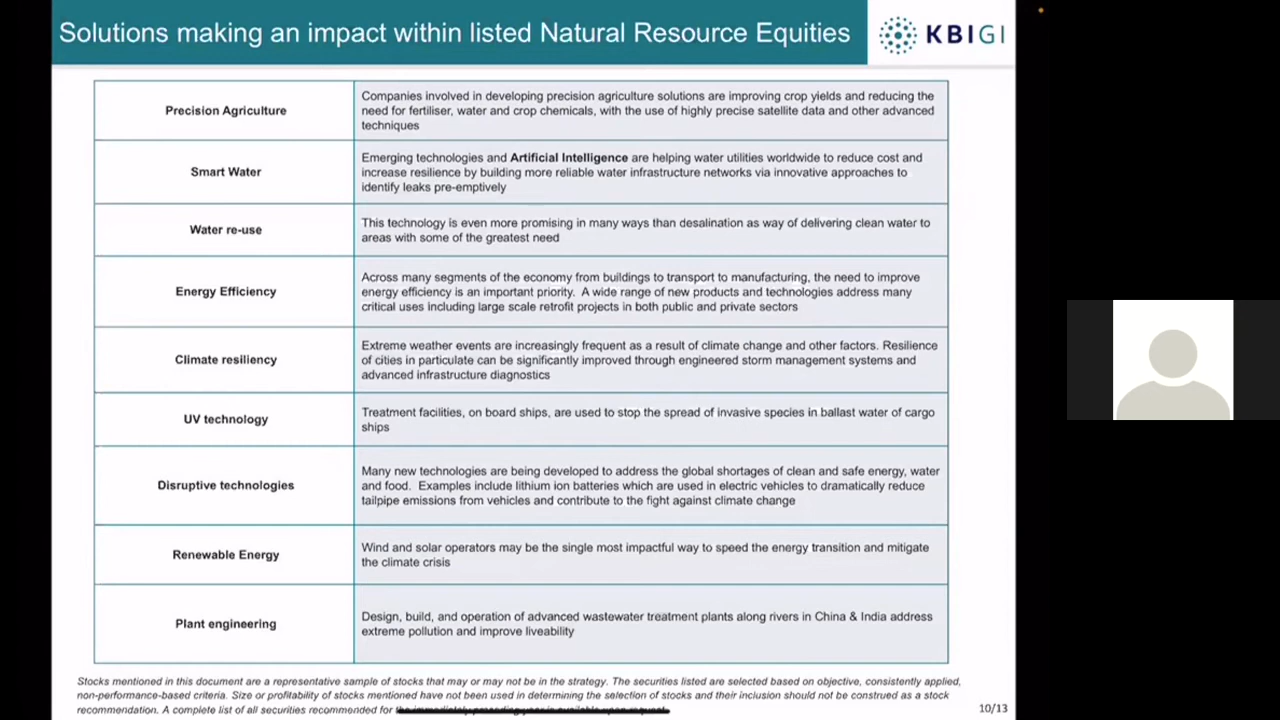 Solutions making an impact within listed Natural Resource Equities
KBIGI
Precision Agriculture
Companies involved in developing precision agriculture solutions are improving crop yields and reducing the
need for fertiliser, water and crop chemicals, with the use of highly precise satellite data and other advanced
techniques
Smart Water
Emerging technologies and Artificial Intelligence are helping water utilities worldwide to reduce cost and
increase resilience by building more reliable water infrastructure networks via innovative approaches to
identify leaks pre-emptively
Water re-use
This technology is even more promising in many ways than desalination as way of delivering clean water to
areas with some of the greatest need
Energy Efficiency
Across many segments of the economy from buildings to transport to manufacturing, the need to improve
energy efficiency is an important priority. A wide range of new products and technologies address many
critical uses including large scale retrofit projects in both public and private sectors
Climate resiliency
Extreme weather events are increasingly frequent as a result of climate change and other factors. Resilience
of cities in particulate can be significantly improved through engineered storm management systems and
advanced infrastructure diagnostics
UV technology
Treatment facilities, on board ships, are used to stop the spread of invasive species in ballast water of cargo
ships
Disruptive technologies
Many new technologies are being developed to address the global shortages of clean and safe energy, water
and food. Examples include lithium ion batteries which are used in electric vehicles to dramatically reduce
tailpipe emissions from vehicles and contribute to the fight against climate change
Renewable Energy
Wind and solar operators may be the single most impactful way to speed the energy transition and mitigate
the climate crisis
Plant engineering
Design, build, and operation of advanced wastewater treatment plants along rivers in China & India address
extreme pollution and improve liveability
Stocks mentioned in this document are a representative sample of stocks that may or may not be in the strategy. The securities listed are selected based on objective, consistently applied,
non-performance-based criteria. Size or profitability of stocks mentioned have not been used in determining the selection of stocks and their inclusion should not be construed as a stock
recommendation. A complete list of all securities recommended for
10/13